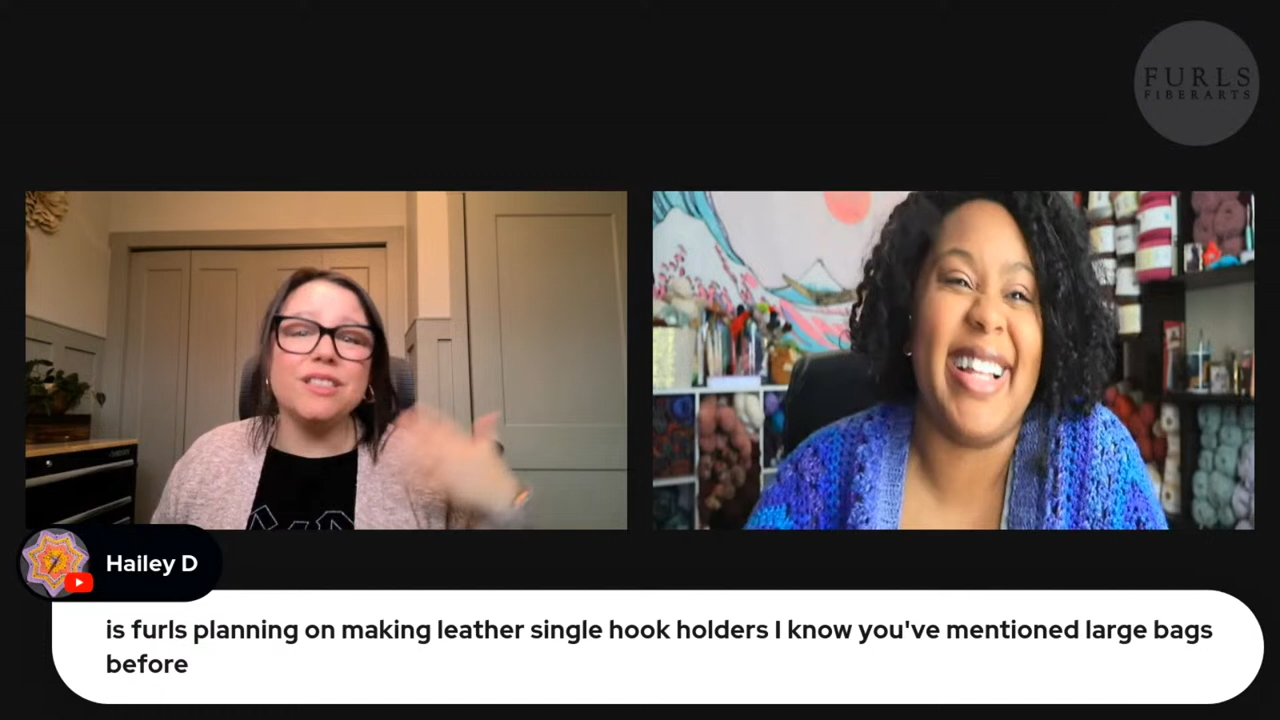 FURLS
FIBERARTS
Hailey D
is furls planning on making leather single hook holders I know you've mentioned large bags
before